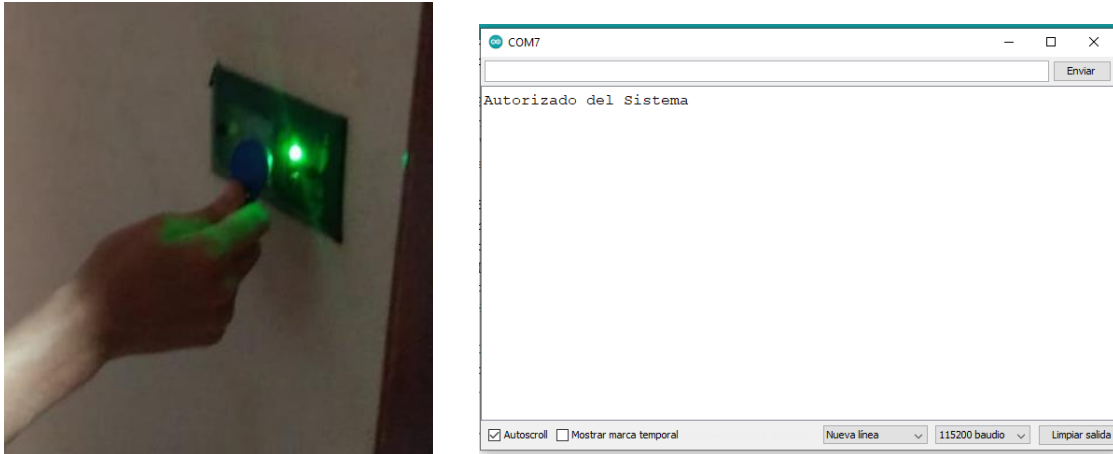 COM7
Enviar
Autorizado del Sistema
Autoscroll Mostrar marca temporal Nueva línea 115200 baudio Limpiar salida